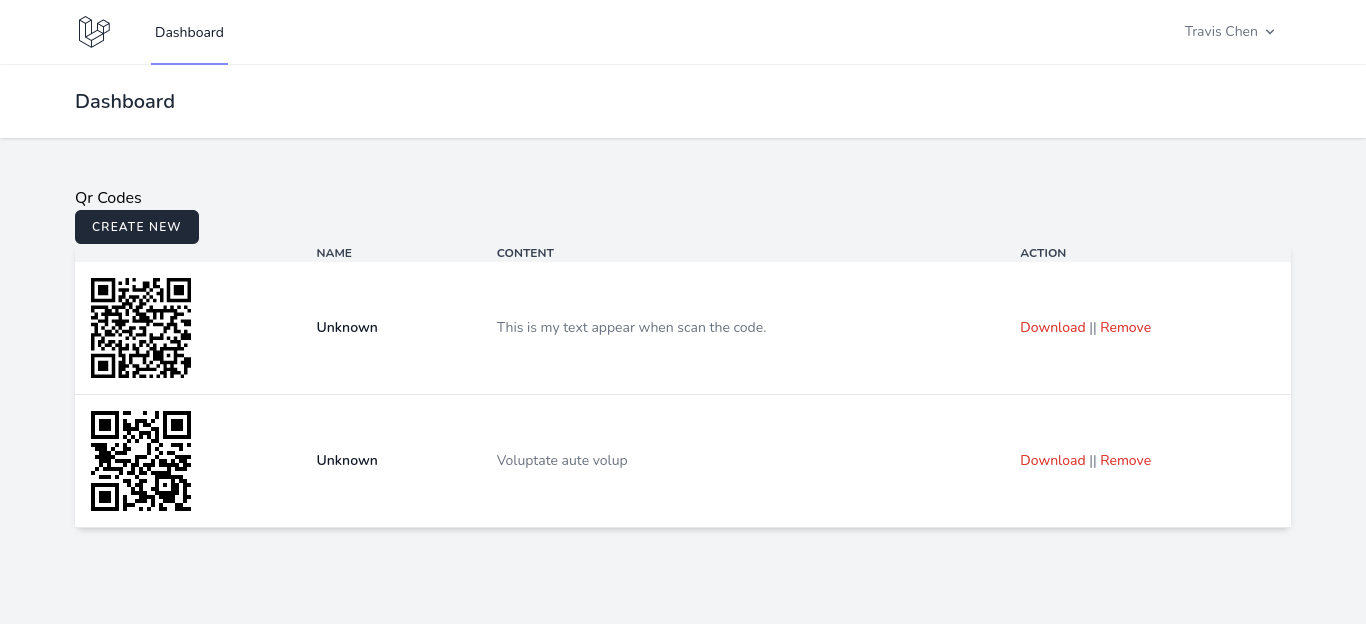 Dashboard
Travis Chen
Dashboard
Qr Codes
CREATE NEW
NAME CONTENT ACTION
Unknown This is my text appear when scan the code. Download || Remove
Unknown Voluptate aute volup Download || Remove